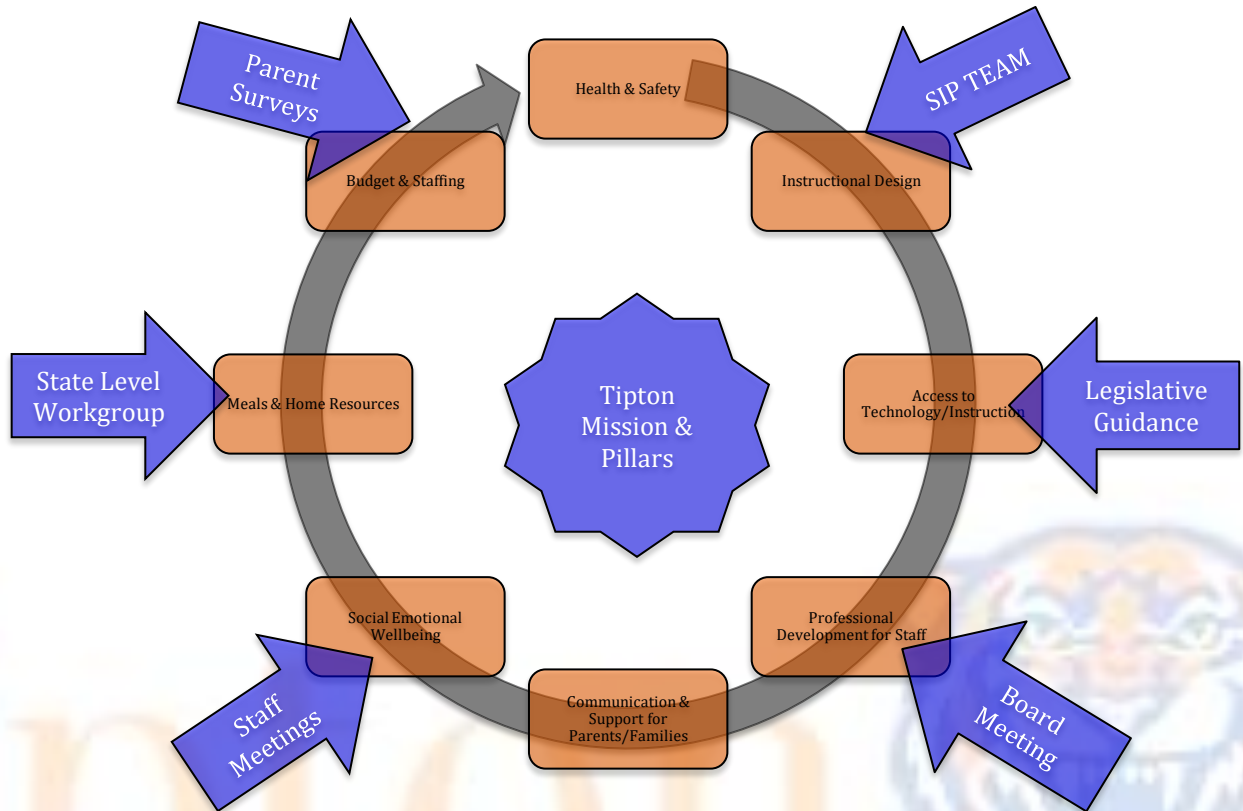 Parent
Surveys
Health & Safety
SIP TEAM
Budget & Staffing
Instructional Design
State Level
Workgroup
Meals & Home Resources
Tipton
Mission &
Pillars
Access to
Technology/Instruction
Legislative
Guidance
Social Emotional
Wellbeing
Professional
Development for Staff
Staff
Meetings
Communication &
Support for
Parents/Families
Board
Meeting